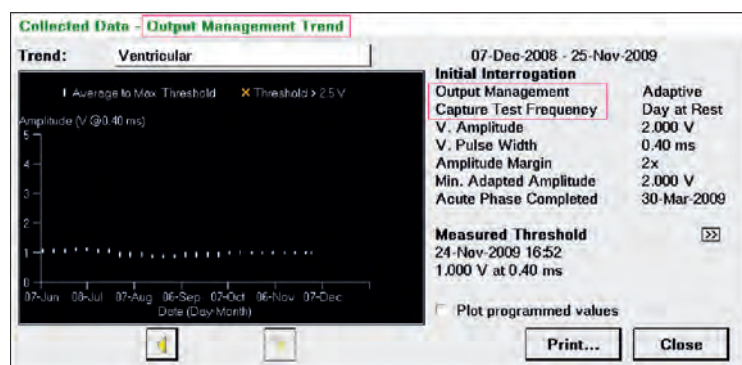 Collected Data - Output Management Trend
Trend: Ventricular
Average to Max Threshold × Threshold > 2.5 V
Amplitude (V @0.40 ms)
5
4
3
2
1
0
07-Jun 08-Jul 07-Aug 06-Sep 07-Oct 06-Nov 07-Dec
Date (Day-Month)
07-Dec-2008 - 25-Nov-2009
Initial Interrogation
Output Management Adaptive
Capture Test Frequency Day at Rest
V. Amplitude 2.000 V
V. Pulse Width 0.40 ms
Amplitude Margin 2x
Min. Adapted Amplitude 2.000 V
Acute Phase Completed 30-Mar-2009
Measured Threshold >>
24-Nov-2009 16:52
1.000 V at 0.40 ms
Plot programmed values
Print... Close